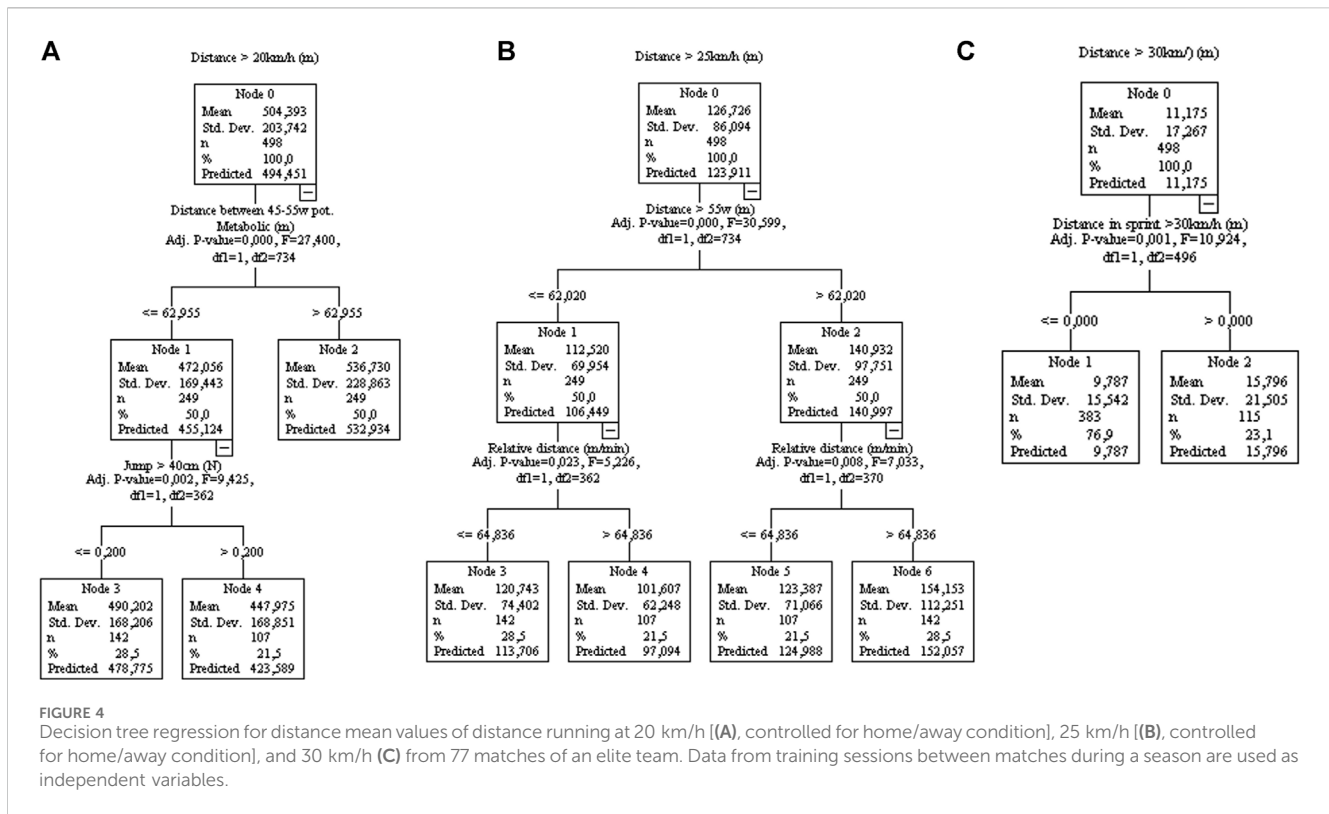 A
Distance > 20km/h (m)
Node 0
Mean 504,393
Std. Dev. 203,742
n 498
% 100,0
Predicted 494,451
Distance between 45-55w pot.
Metabolic (m)
Adj. P-value=0,000, F=27,400,
df1=1, df2=734
<= 62,955
> 62,955
Node 1
Mean 472,056
Std. Dev. 169,443
n 249
% 50,0
Predicted 455,124
Node 2
Mean 536,730
Std. Dev. 228,863
n 249
% 50,0
Predicted 532,934
Jump > 40cm (N)
Adj. P-value=0,002, F=9,425,
df1=1, df2=362
<= 0,200
> 0,200
Node 3
Mean 490,202
Std. Dev. 168,206
n 142
% 28,5
Predicted 478,775
Node 4
Mean 447,975
Std. Dev. 168,851
n 107
% 21,5
Predicted 423,589
B
Distance > 25km/h (m)
Node 0
Mean 126,726
Std. Dev. 86,094
n 498
% 100,0
Predicted 123,911
Distance > 55w (m)
Adj. P-value=0,000, F=30,599,
df1=1, df2=734
<= 62,020
> 62,020
Node 1
Mean 112,520
Std. Dev. 69,954
n 249
% 50,0
Predicted 106,449
Node 2
Mean 140,932
Std. Dev. 97,751
n 249
% 50,0
Predicted 140,997
Relative distance (m/min)
Adj. P-value=0,023, F=5,226,
df1=1, df2=362
Relative distance (m/min)
Adj. P-value=0,008, F=7,033,
df1=1, df2=370
<= 64,836
> 64,836
<= 64,836
> 64,836
Node 3
Mean 120,743
Std. Dev. 74,402
n 142
% 28,5
Predicted 113,706
Node 4
Mean 101,607
Std. Dev. 62,248
n 107
% 21,5
Predicted 97,094
Node 5
Mean 123,387
Std. Dev. 71,066
n 107
% 21,5
Predicted 124,988
Node 6
Mean 154,153
Std. Dev. 112,251
n 142
% 28,5
Predicted 152,057
C
Distance > 30km/) (m)
Node 0
Mean 11,175
Std. Dev. 17,267
n 498
% 100,0
Predicted 11,175
Distance in sprint >30km/h (m)
Adj. P-value=0,001, F=10,924,
df1=1, df2=496
<= 0,000
> 0,000
Node 1
Mean 9,787
Std. Dev. 15,542
n 383
% 76,9
Predicted 9,787
Node 2
Mean 15,796
Std. Dev. 21,505
n 115
% 23,1
Predicted 15,796
FIGURE 4
Decision tree regression for distance mean values of distance running at 20 km/h [(A), controlled for home/away condition], 25 km/h [(B), controlled
for home/away condition], and 30 km/h (C) from 77 matches of an elite team. Data from training sessions between matches during a season are used as
independent variables.